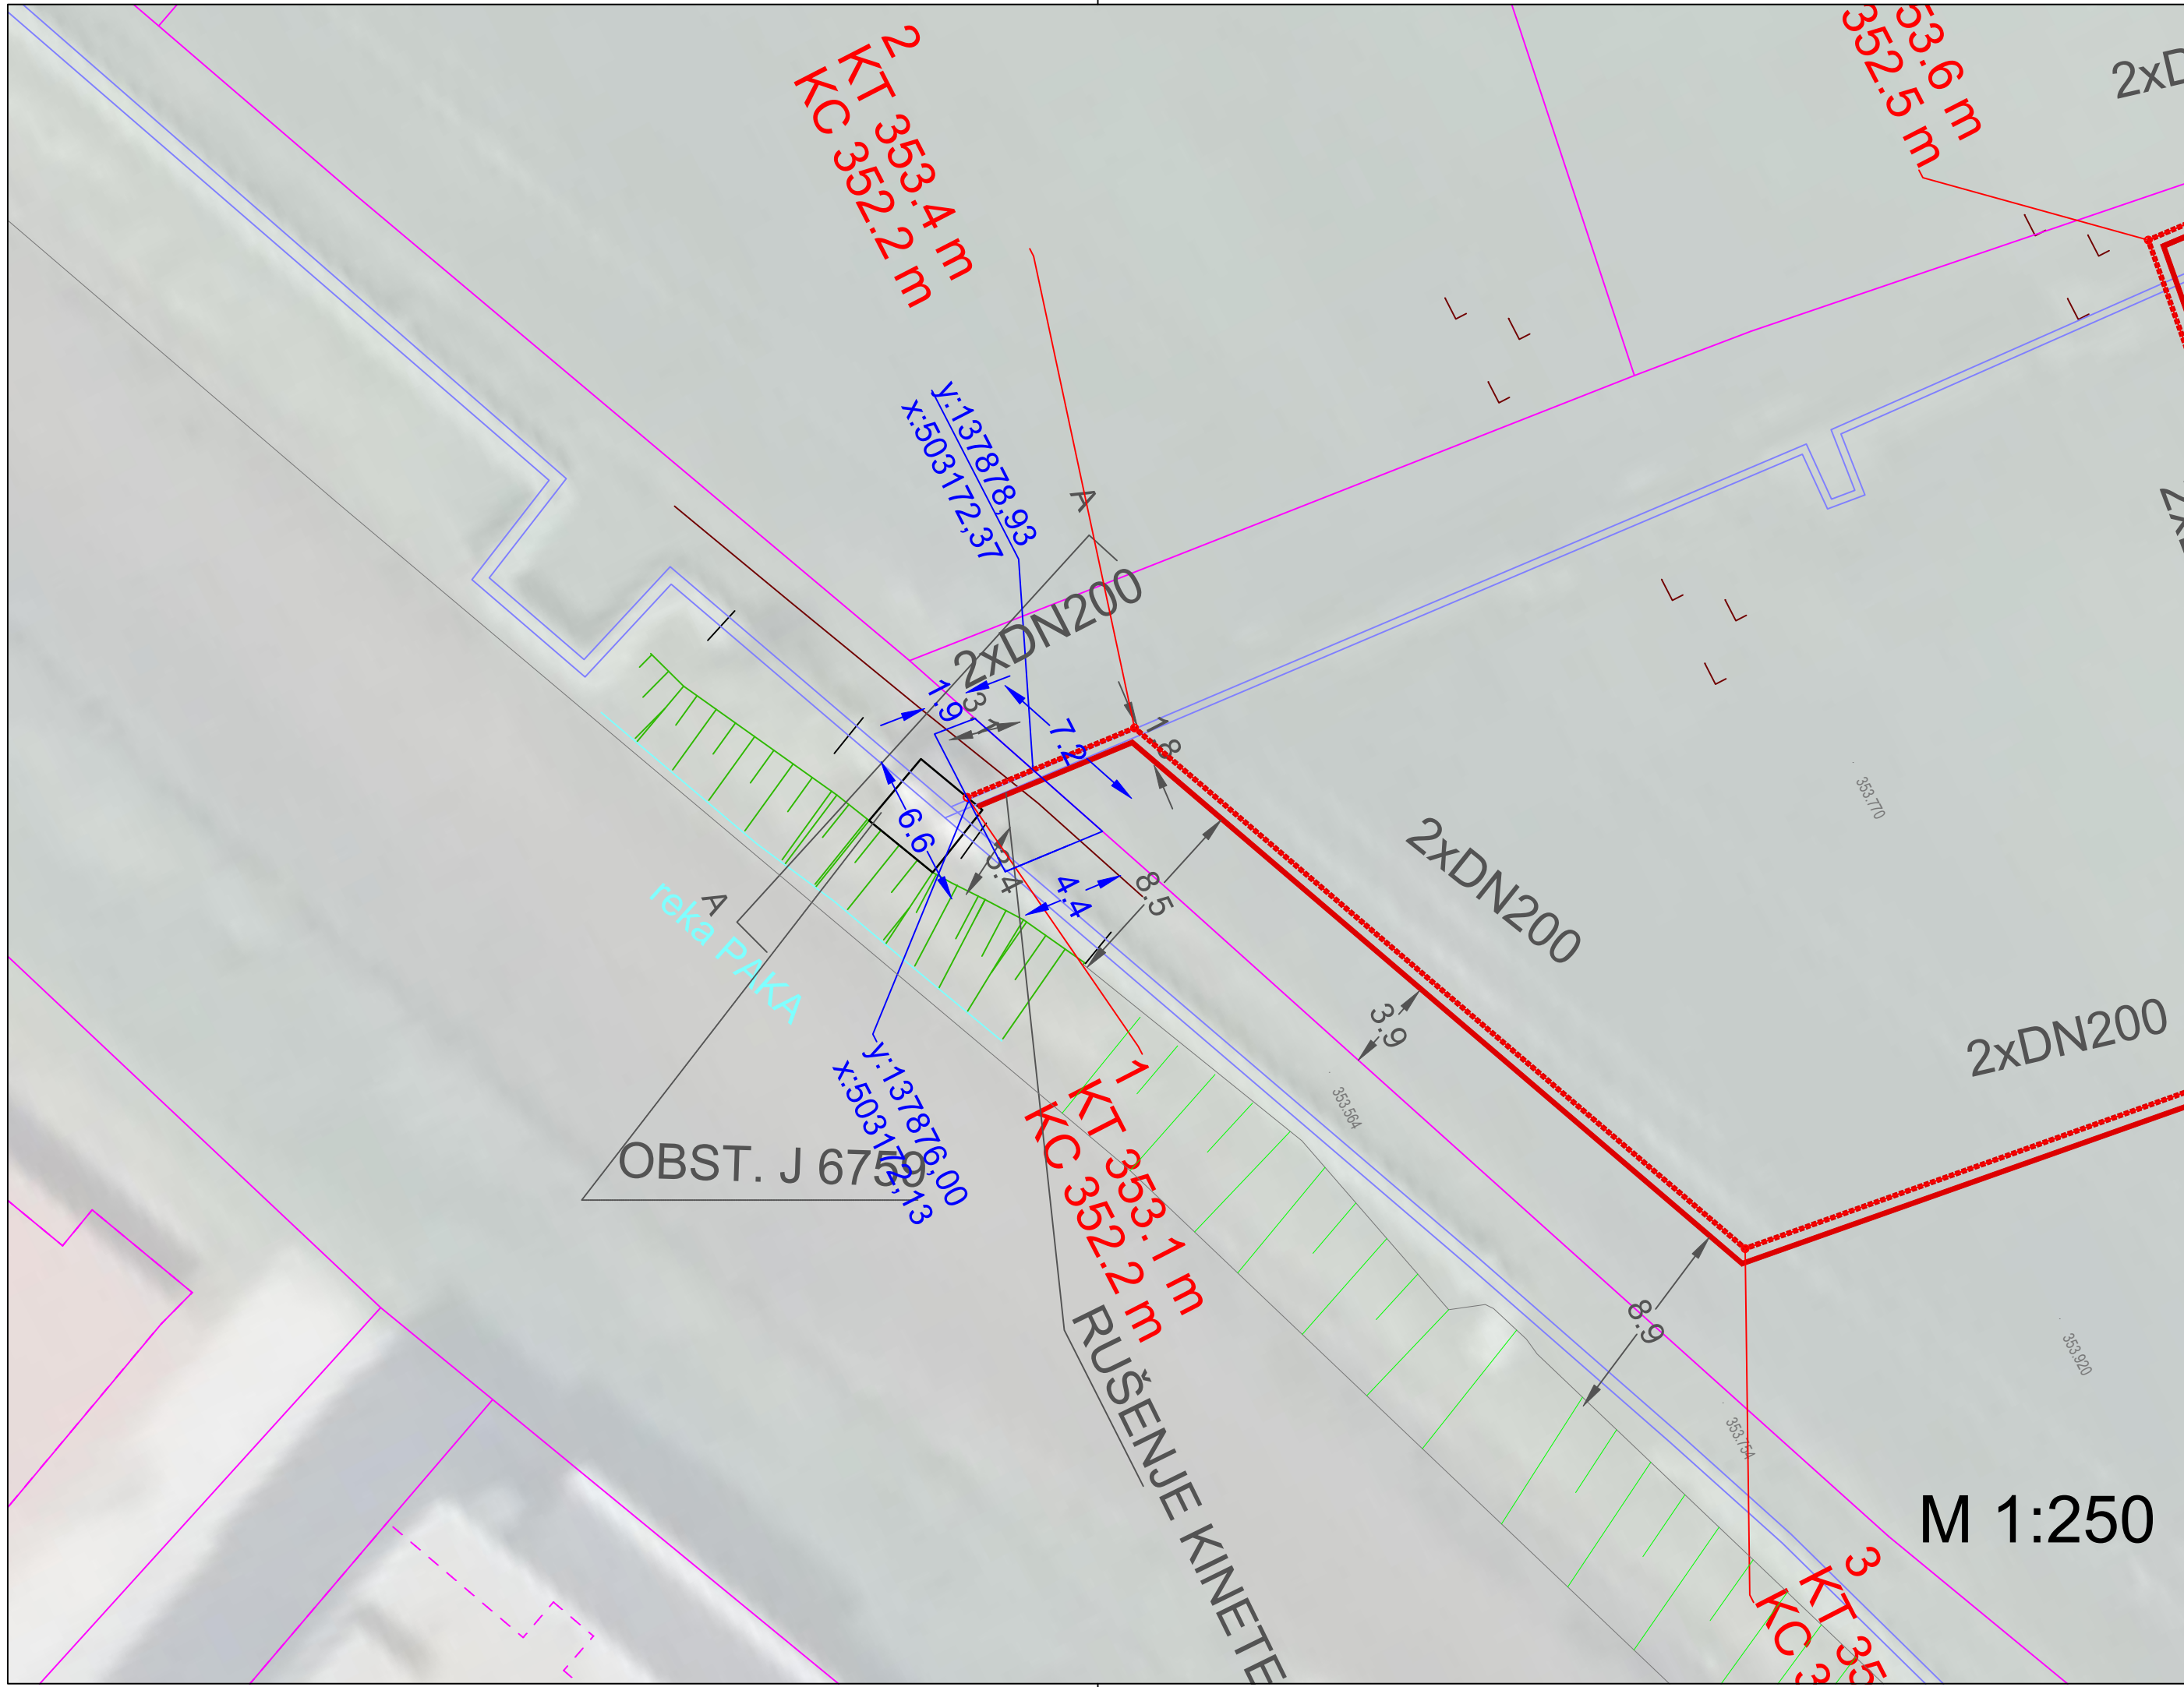 2
KT 353.4 m
KC 352.2 m
53.6 m
352.5 m
2xD
y:137878,93
x:503172,37
A
2xDN200
1.9
3.1
7.2
1.8
6.6
3.4
4.4
8.5
A
reka PAKA
353.770
2xDN200
3.9
353.564
2xDN200
y:137876,00
x:503172,13
OBST. J 6759
1
KT 353.1 m
KC 352.2 m
RUŠENJE KINETE
8.9
353.920
353.754
M 1:250
3
KT 35
KC 3